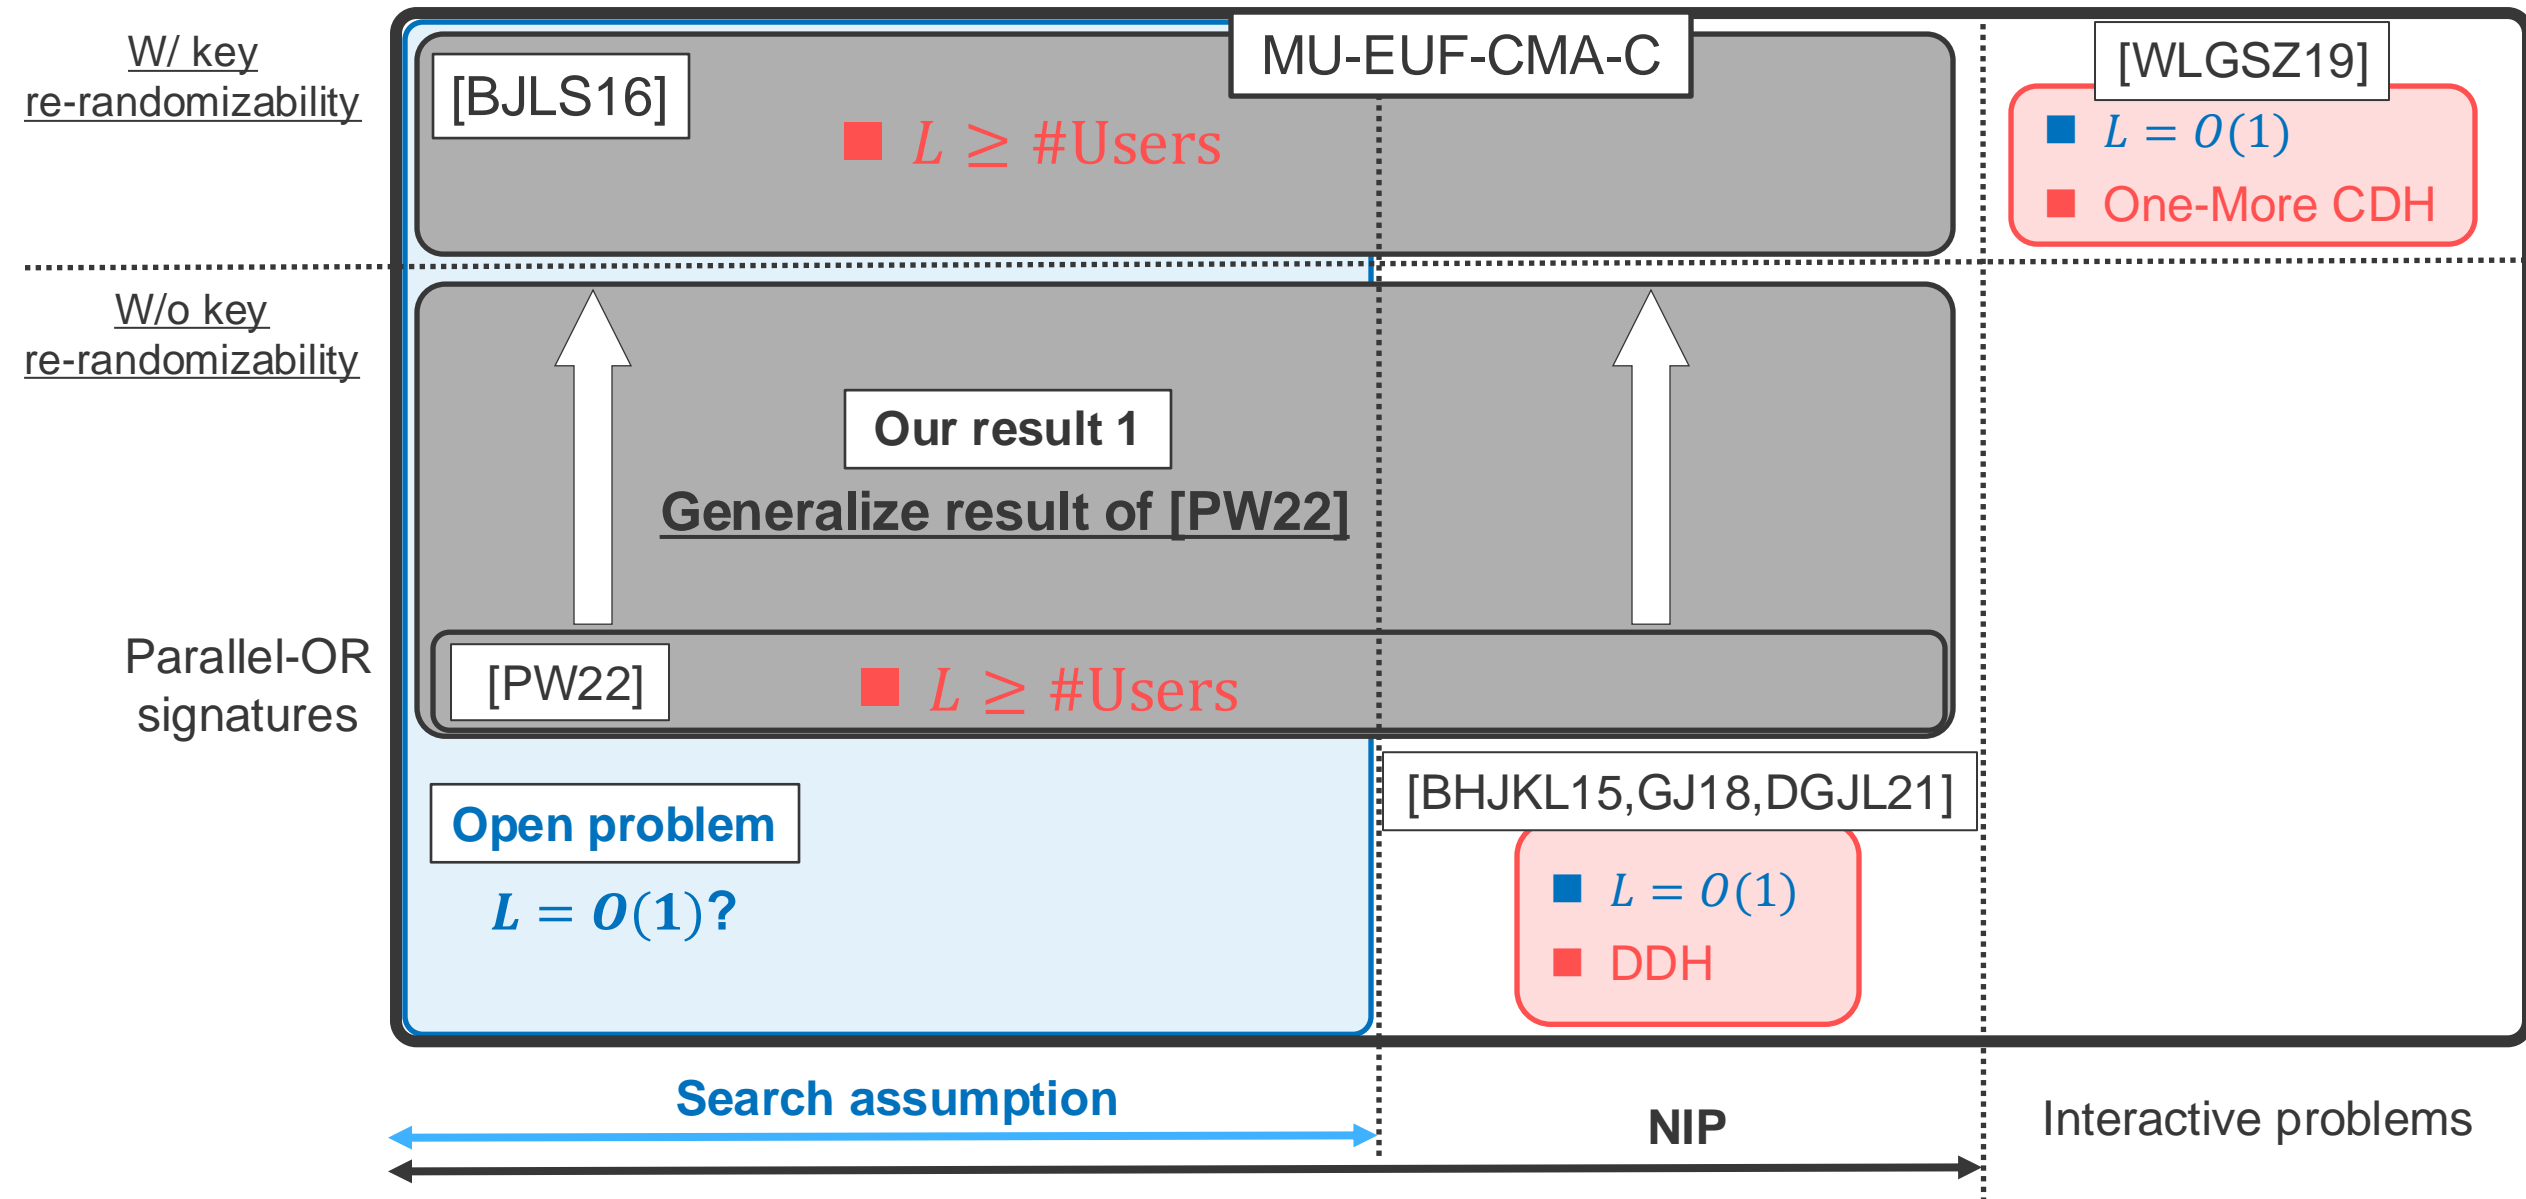 W/ key
re-randomizability
[BJLS16]
MU-EUF-CMA-C
[WLGSZ19]
■ L ≥ #Users
■ L = O(1)
■ One-More CDH
W/o key
re-randomizability
Our result 1
Generalize result of [PW22]
Parallel-OR
signatures
[PW22]
■ L ≥ #Users
Open problem
L = O(1)?
[BHJKL15,GJ18,DGJL21]
■ L = O(1)
■ DDH
Search assumption
NIP
Interactive problems